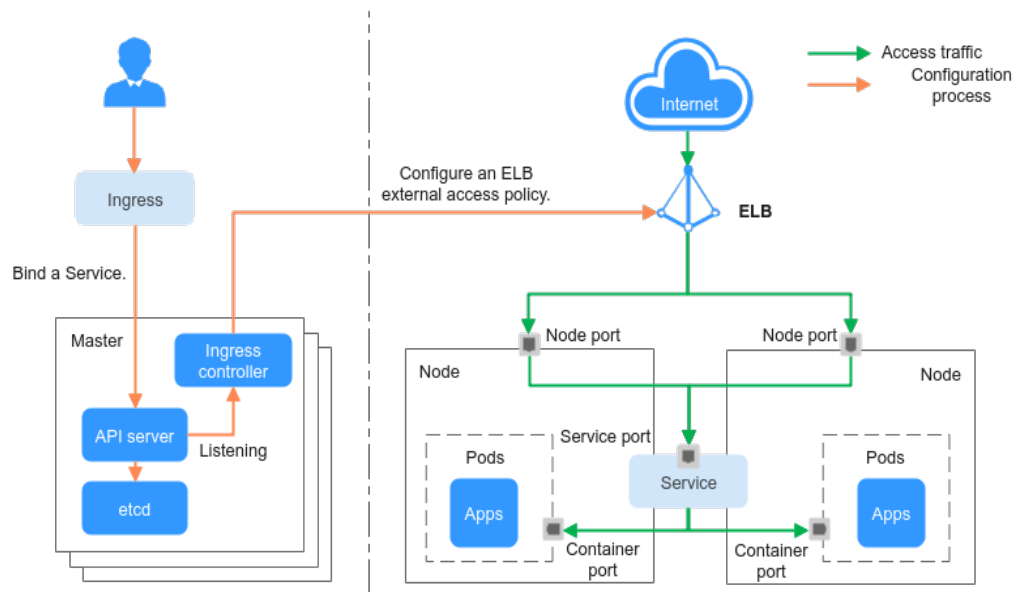 Internet
Access traffic
Configuration
process
Ingress
Configure an ELB
external access policy.
ELB
Bind a Service.
Master
Ingress
controller
API server
Listening
etcd
Node port
Node port
Node
Node
Service port
Pods
Pods
Service
Apps
Apps
Container
port
Container
port